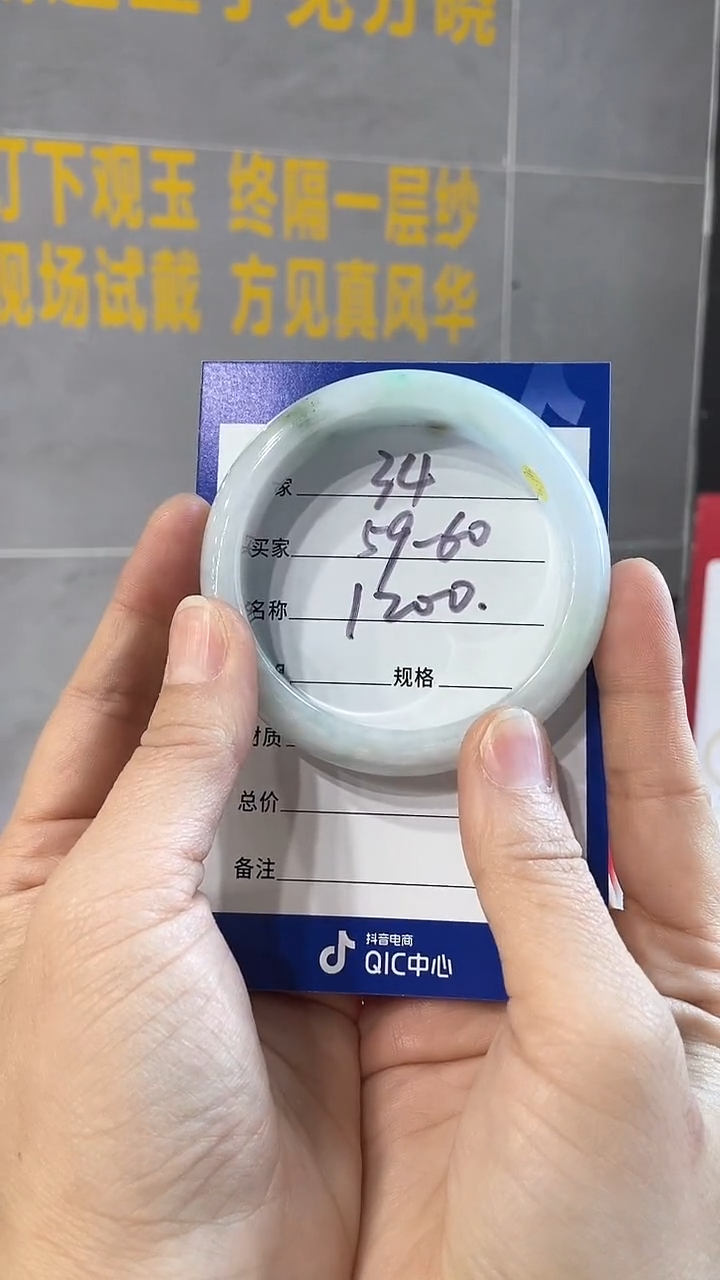 灯下观玉 终隔一层纱
现场试戴 方见真风华
家 34
买家 59-60
名称 1200.
规格
材质
总价
备注
抖音电商
QIC中心